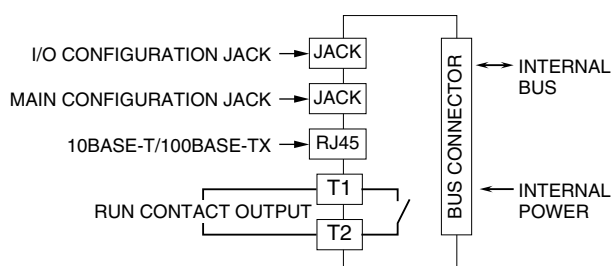 I/O CONFIGURATION JACK
JACK
MAIN CONFIGURATION JACK
JACK
10BASE-T/100BASE-TX
RJ45
T1
RUN CONTACT OUTPUT
T2
BUS CONNECTOR
INTERNAL
BUS
INTERNAL
POWER